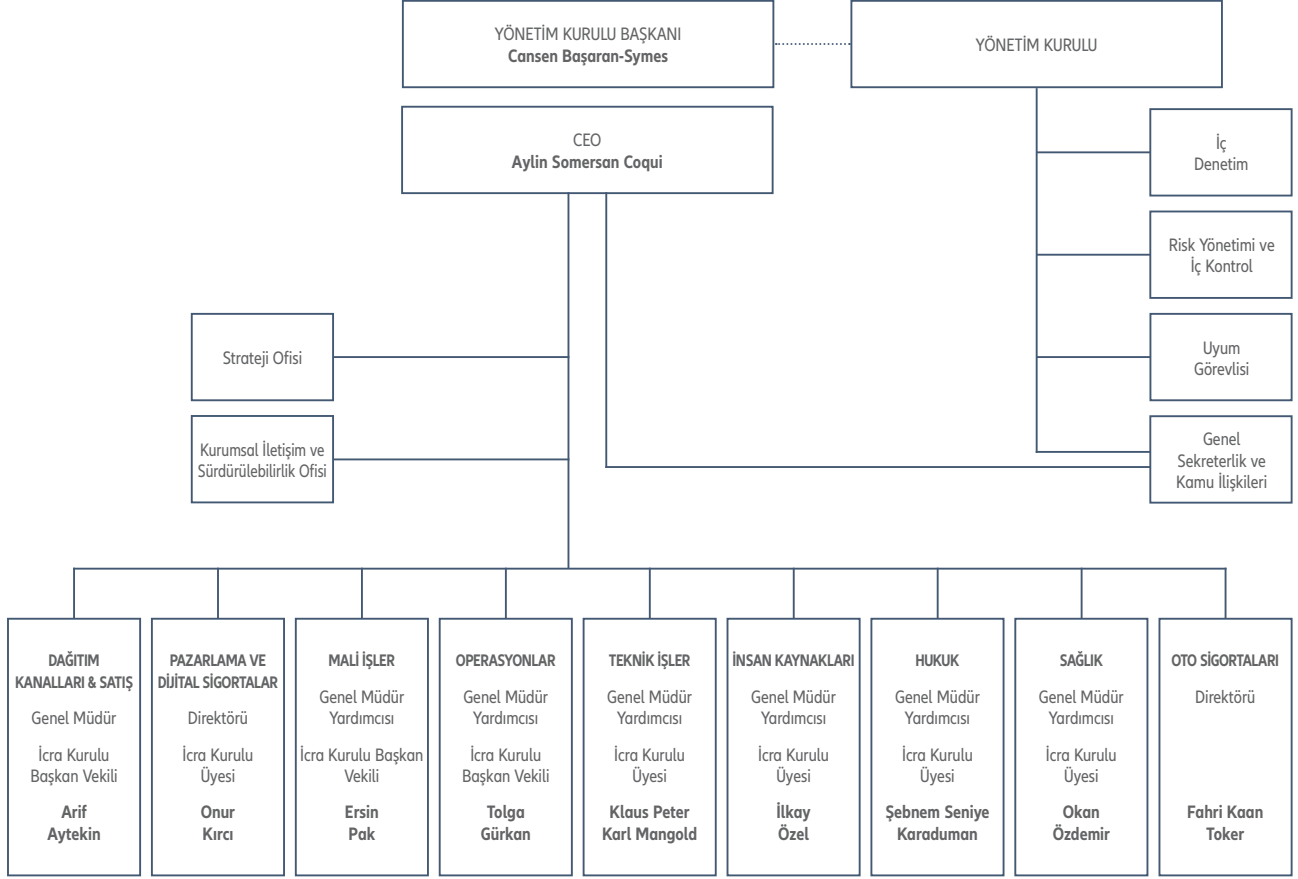 YÖNETİM KURULU BAŞKANI
Cansen Başaran-Symes
YÖNETİM KURULU
CEO
Aylin Somersan Coqui
İç
Denetim
Risk Yönetimi ve
İç Kontrol
Strateji Ofisi
Uyum
Görevlisi
Kurumsal İletişim ve
Sürdürülebilirlik Ofisi
Genel
Sekreterlik ve
Kamu İlişkileri
DAĞITIM
KANALLARI & SATIŞ
Genel Müdür
İcra Kurulu
Başkan Vekili
Arif
Aytekin
PAZARLAMA VE
DİJİTAL SİGORTALAR
Direktörü
İcra Kurulu
Üyesi
Onur
Kırcı
MALİ İŞLER
Genel Müdür
Yardımcısı
İcra Kurulu Başkan
Vekili
Ersin
Pak
OPERASYONLAR
Genel Müdür
Yardımcısı
İcra Kurulu
Başkan Vekili
Tolga
Gürkan
TEKNİK İŞLER
Genel Müdür
Yardımcısı
İcra Kurulu
Üyesi
Klaus Peter
Karl Mangold
İNSAN KAYNAKLARI
Genel Müdür
Yardımcısı
İcra Kurulu
Üyesi
İlkay
Özel
HUKUK
Genel Müdür
Yardımcısı
İcra Kurulu
Üyesi
Şebnem Seniye
Karaduman
SAĞLIK
Genel Müdür
Yardımcısı
İcra Kurulu
Üyesi
Okan
Özdemir
OTO SİGORTALARI
Direktörü
Fahri Kaan
Toker